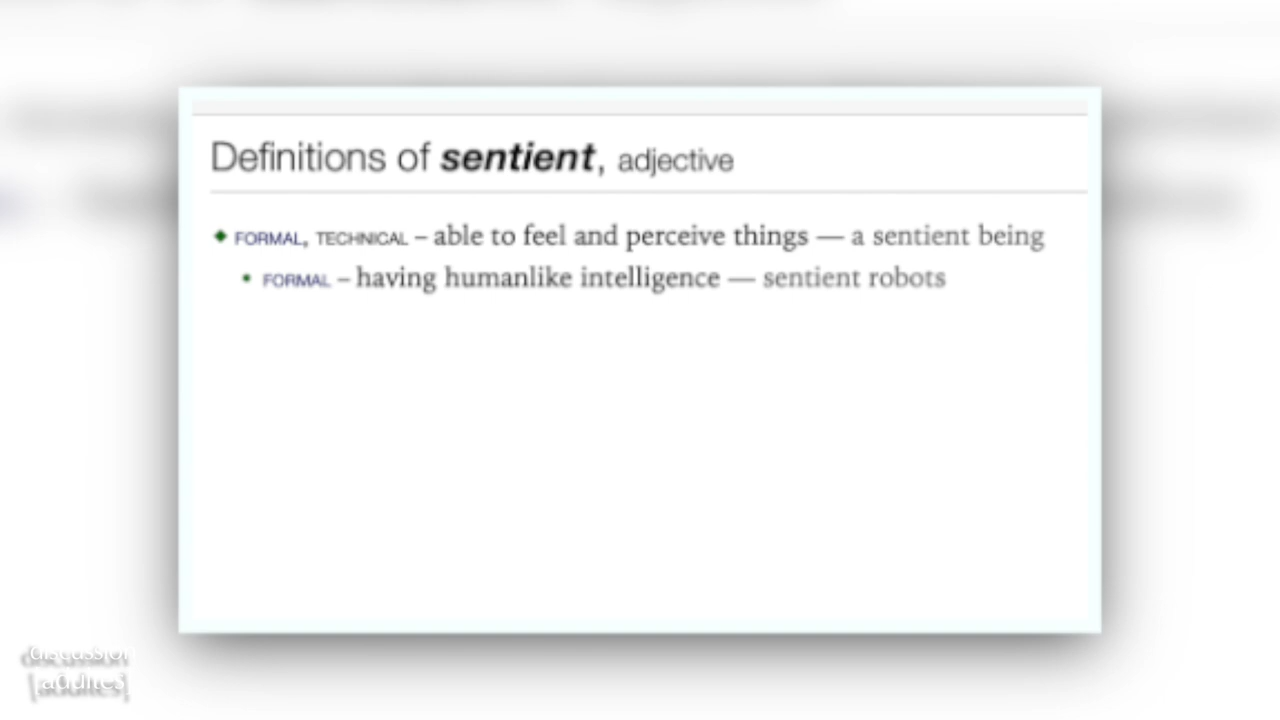 Definitions of sentient, adjective
◆ FORMAL, TECHNICAL – able to feel and perceive things — a sentient being
• FORMAL – having humanlike intelligence — sentient robots
discussion